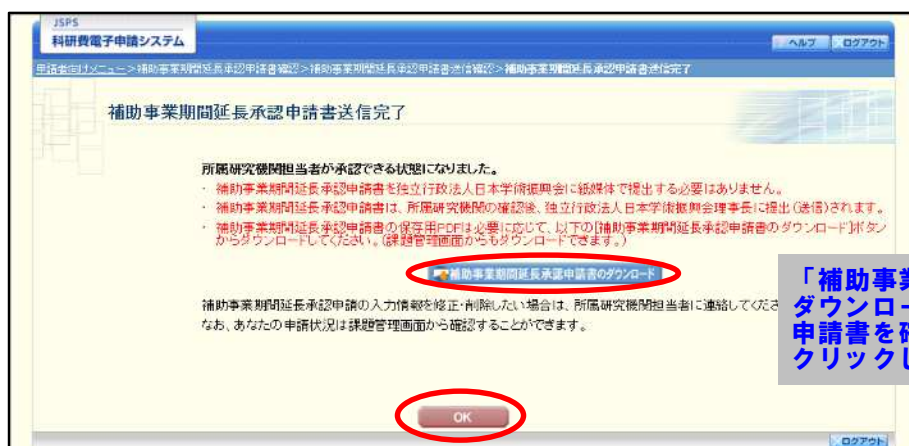 JSPS
科研費電子申請システム
ヘルプ
ログアウト
申請者向けメニュー>補助事業期間延長承認申請書確認>補助事業期間延長承認申請書送信確認>補助事業期間延長承認申請書送信完了
補助事業期間延長承認申請書送信完了
所属研究機関担当者が承認できる状態になりました。
・ 補助事業期間延長承認申請書を独立行政法人日本学術振興会に紙媒体で提出する必要はありません。
・ 補助事業期間延長承認申請書は、所属研究機関の確認後、独立行政法人日本学術振興会理事長に提出(送信)されます。
・ 補助事業期間延長承認申請書の保存用PDFは必要に応じて、以下の[補助事業期間延長承認申請書のダウンロード]ボタン
からダウンロードしてください。(課題管理画面からもダウンロードできます。)
補助事業期間延長承認申請書のダウンロード
補助事業期間延長承認申請の入力情報を修正・削除したい場合は、所属研究機関担当者に連絡してくださ
なお、あなたの申請状況は課題管理画面から確認することができます。
「補助事業
ダウンロー
申請書を確
クリックし
OK
ログアウト